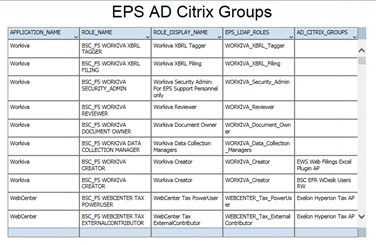 EPS AD Citrix Groups
APPLICATION_NAME ROLE_NAME ROLE_DISPLAY_NAME EPS_LDAP_ROLES AD_CITRIX_GROUPS
Workiva BSC_FS WORKIVA XBRL Workiva XBRL Tagger WORKIVA_XBRL_Tagger
TAGGER
Workiva BSC_FS WORKIVA XBRL Workiva XBRL Filing WORKIVA_XBRL_Filing
FILING
Workiva BSC_FS WORKIVA Workiva Security Admin: WORKIVA_Security_Admin
SECURITY_ADMIN For EPS Support Personnel
only
Workiva BSC_FS WORKIVA Workiva Reviewer WORKIVA_Reviewer
REVIEWER
Workiva BSC_FS WORKIVA Workiva Document Owner WORKIVA_Document_Own
DOCUMENT OWNER er
Workiva BSC_FS WORKIVA DATA Workiva Data Collection WORKIVA_Data_Collection
COLLECTION MANAGER Managers _Managers
Workiva BSC_FS WORKIVA Workiva Creator WORKIVA_Creator EWS Web Filings Excel
CREATOR Plugin AP
Workiva BSC_FS WORKIVA Workiva Creator WORKIVA_Creator BSC EFR WDesk Users
CREATOR RW
WebCenter BSC_FS WEBCENTER TAX WebCenter Tax PowerUser WEBCENTER_Tax_PowerUs Exelon Hyperion Tax AP
POWERUSER er
WebCenter BSC_FS WEBCENTER TAX WebCenter Tax WEBCENTER_Tax_External Exelon Hyperion Tax AP
EXTERNALCONTRIBUTOR ExternalContributor Contributor